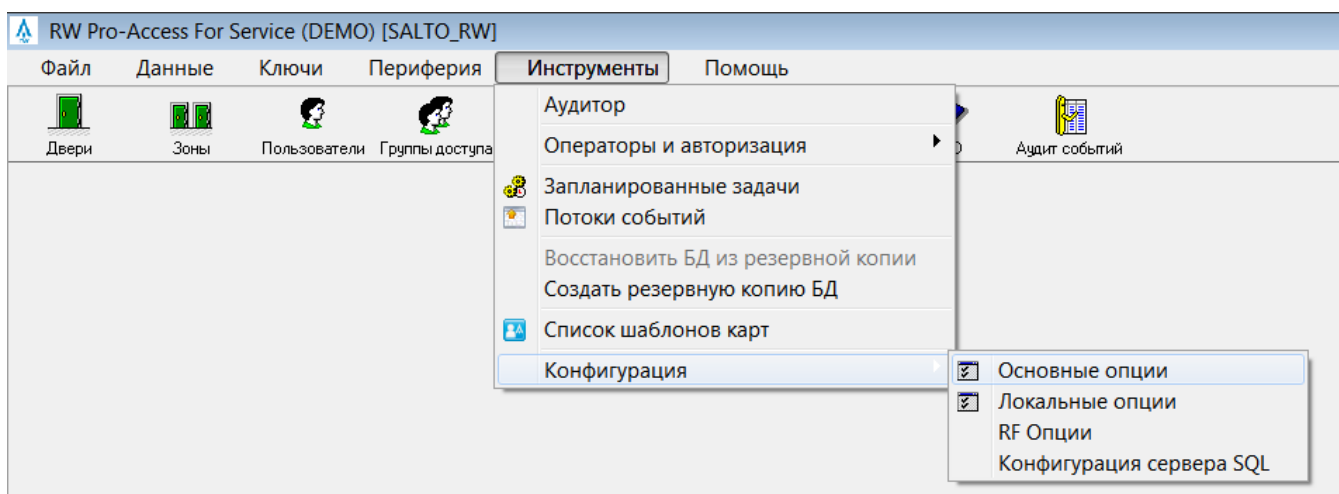 RW Pro-Access For Service (DEMO) [SALTO_RW]
Файл Данные Ключи Периферия Инструменты Помощь
Двери Зоны Пользователи Группы доступа Аудит событий
Аудитор
Операторы и авторизация
Запланированные задачи
Потоки событий
Восстановить БД из резервной копии
Создать резервную копию БД
Список шаблонов карт
Конфигурация
Основные опции
Локальные опции
RF Опции
Конфигурация сервера SQL